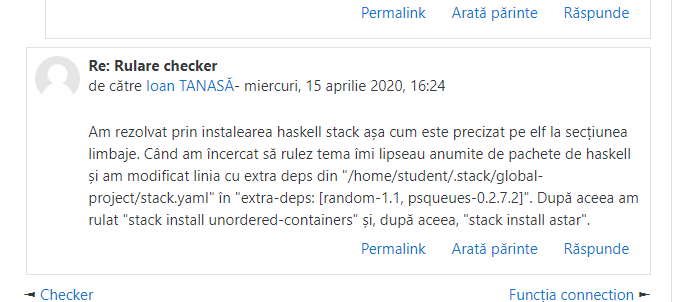 Permalink Arată părinte Răspunde
Re: Rulare checker
de către Ioan TANASĂ- miercuri, 15 aprilie 2020, 16:24
Am rezolvat prin instalearea haskell stack așa cum este precizat pe elf la secțiunea
limbaje. Când am încercat să rulez tema îmi lipseau anumite de pachete de haskell
și am modificat linia cu extra deps din "/home/student/.stack/global-
project/stack.yaml" în "extra-deps: [random-1.1, psqueues-0.2.7.2]". După aceea am
rulat "stack install unordered-containers" și, după aceea, "stack install astar".
Permalink Arată părinte Răspunde
◄ Checker Funcția connection ►